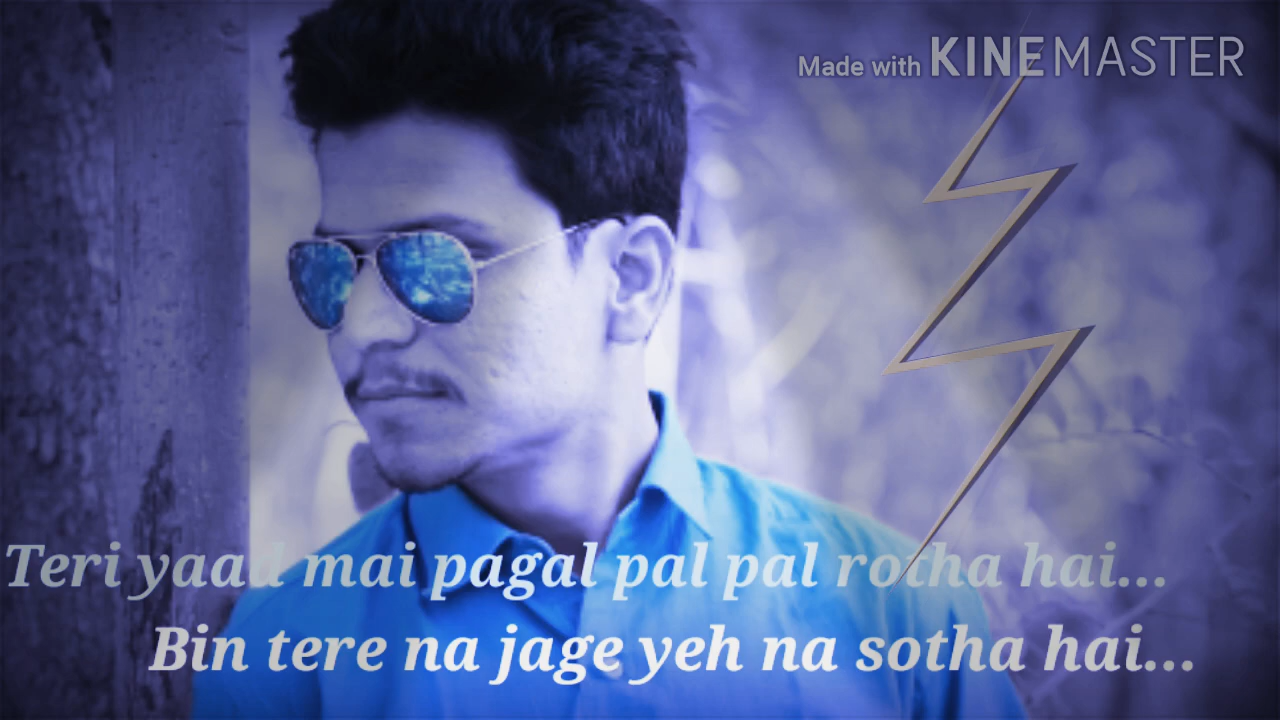 Made with KINEMASTER
Teri yaad mai pagal pal pal rotha hai...
Bin tere na jage yeh na sotha hai...